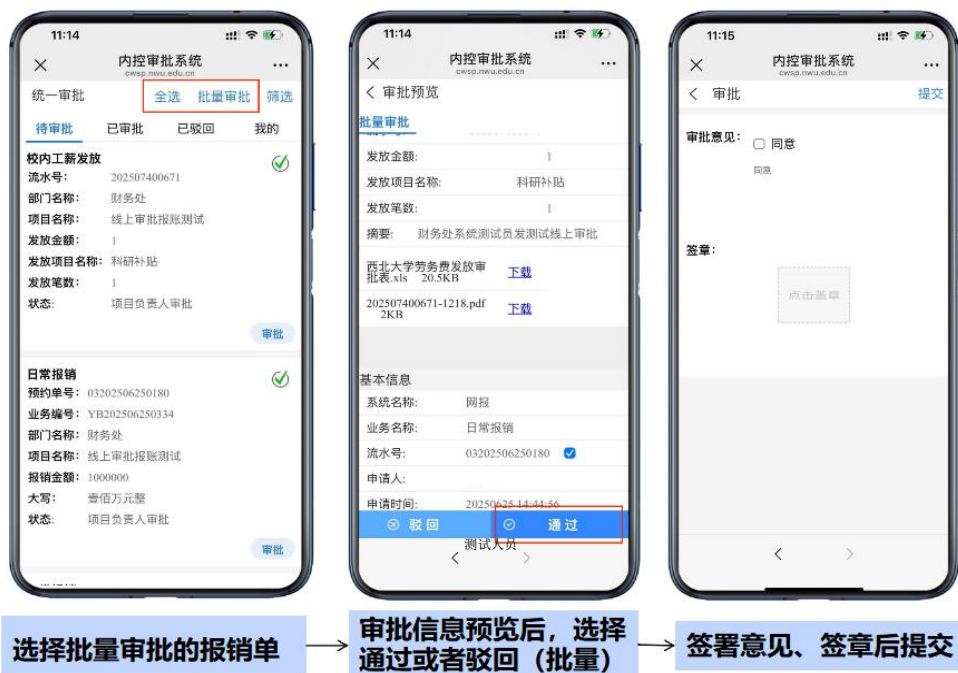 11:14
内控审批系统
cwsp.nwu.edu.cn
统一审批 全选 批量审批 筛选
待审批 已审批 已驳回 我的
校内工薪发放
流水号: 202507400671
部门名称: 财务处
项目名称: 线上审批报账测试
发放金额: 1
发放项目名称: 科研补贴
发放笔数: 1
状态: 项目负责人审批
审批
日常报销
预约单号: 03202506250180
业务编号: YB202506250334
部门名称: 财务处
项目名称: 线上审批报账测试
报销金额: 1000000
大写: 壹佰万元整
状态: 项目负责人审批
审批
选择批量审批的报销单
11:14
内控审批系统
cwsp.nwu.edu.cn
审批预览
批量审批
发放金额: 1
发放项目名称: 科研补贴
发放笔数: 1
摘要: 财务处系统测试员发测试线上审批
西北大学劳务费发放审
批表.xls 20.5KB 下载
202507400671-1218.pdf
2KB 下载
基本信息
系统名称: 网报
业务名称: 日常报销
流水号: 03202506250180
申请人:
申请时间: 20250625 14:44:56
驳回 通过
测试人员
审批信息预览后，选择
通过或者驳回（批量）
11:15
内控审批系统
cwsp.nwu.edu.cn
审批 提交
审批意见: 同意
同意
签章:
点击盖章
签署意见、签章后提交